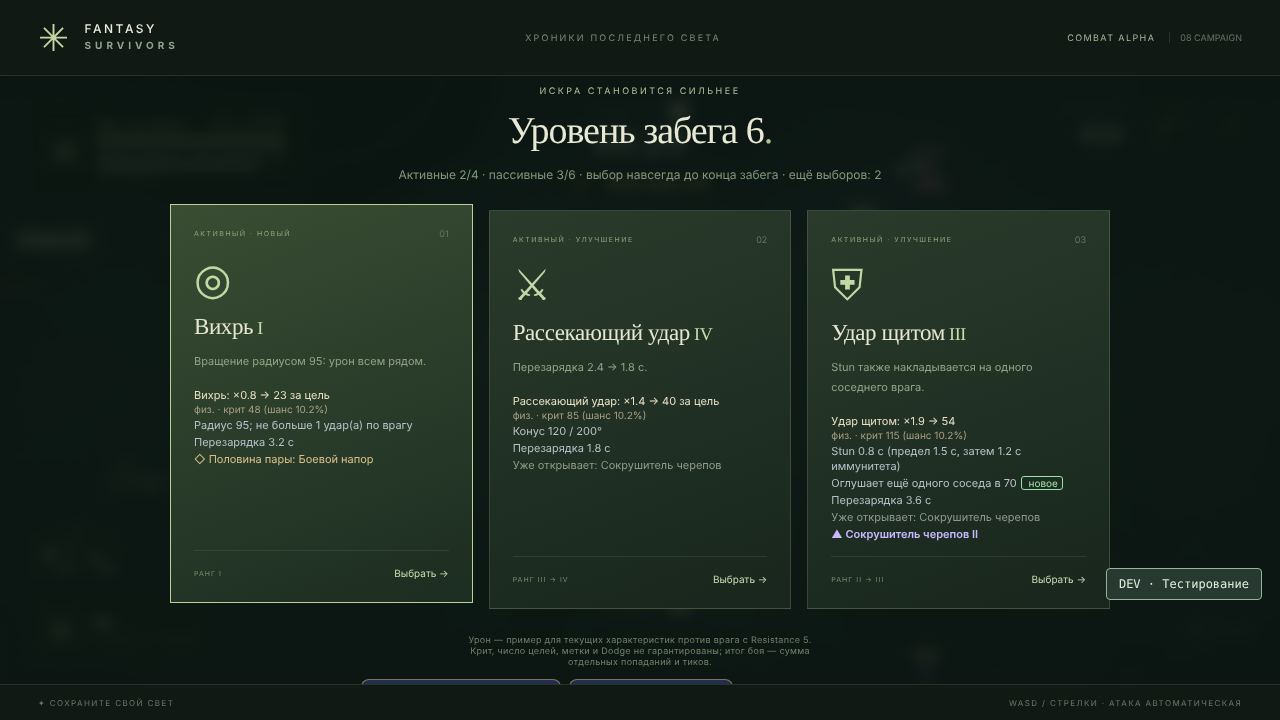 FANTASY
SURVIVORS
ХРОНИКИ ПОСЛЕДНЕГО СВЕТА
COMBAT ALPHA
08 CAMPAIGN
ИСКРА СТАНОВИТСЯ СИЛЬНЕЕ
Уровень забега 6.
Активные 2/4 · пассивные 3/6 · выбор навсегда до конца забега · ещё выборов: 2
АКТИВНЫЙ · НОВЫЙ
01
Вихрь I
Вращение радиусом 95: урон всем рядом.
Вихрь: ×0.8 → 23 за цель
физ. · крит 48 (шанс 10.2%)
Радиус 95; не больше 1 удар(а) по врагу
Перезарядка 3.2 с
◇ Половина пары: Боевой напор
РАНГ I
Выбрать →
АКТИВНЫЙ · УЛУЧШЕНИЕ
02
Рассекающий удар IV
Перезарядка 2.4 → 1.8 с.
Рассекающий удар: ×1.4 → 40 за цель
физ. · крит 85 (шанс 10.2%)
Конус 120 / 200°
Перезарядка 1.8 с
Уже открывает: Сокрушитель черепов
РАНГ III → IV
Выбрать →
АКТИВНЫЙ · УЛУЧШЕНИЕ
03
Удар щитом III
Stun также накладывается на одного
соседнего врага.
Удар щитом: ×1.9 → 54
физ. · крит 115 (шанс 10.2%)
Stun 0.8 с (предел 1.5 с, затем 1.2 с
иммунитета)
Оглушает ещё одного соседа в 70 новое
Перезарядка 3.6 с
Уже открывает: Сокрушитель черепов
▲ Сокрушитель черепов II
РАНГ II → III
Выбрать →
DEV · Тестирование
Урон — пример для текущих характеристик против врага с Resistance 5.
Крит, число целей, метки и Dodge не гарантированы; итог боя — сумма
отдельных попаданий и тиков.
✦ СОХРАНИТЕ СВОЙ СВЕТ
WASD / СТРЕЛКИ · АТАКА АВТОМАТИЧЕСКАЯ